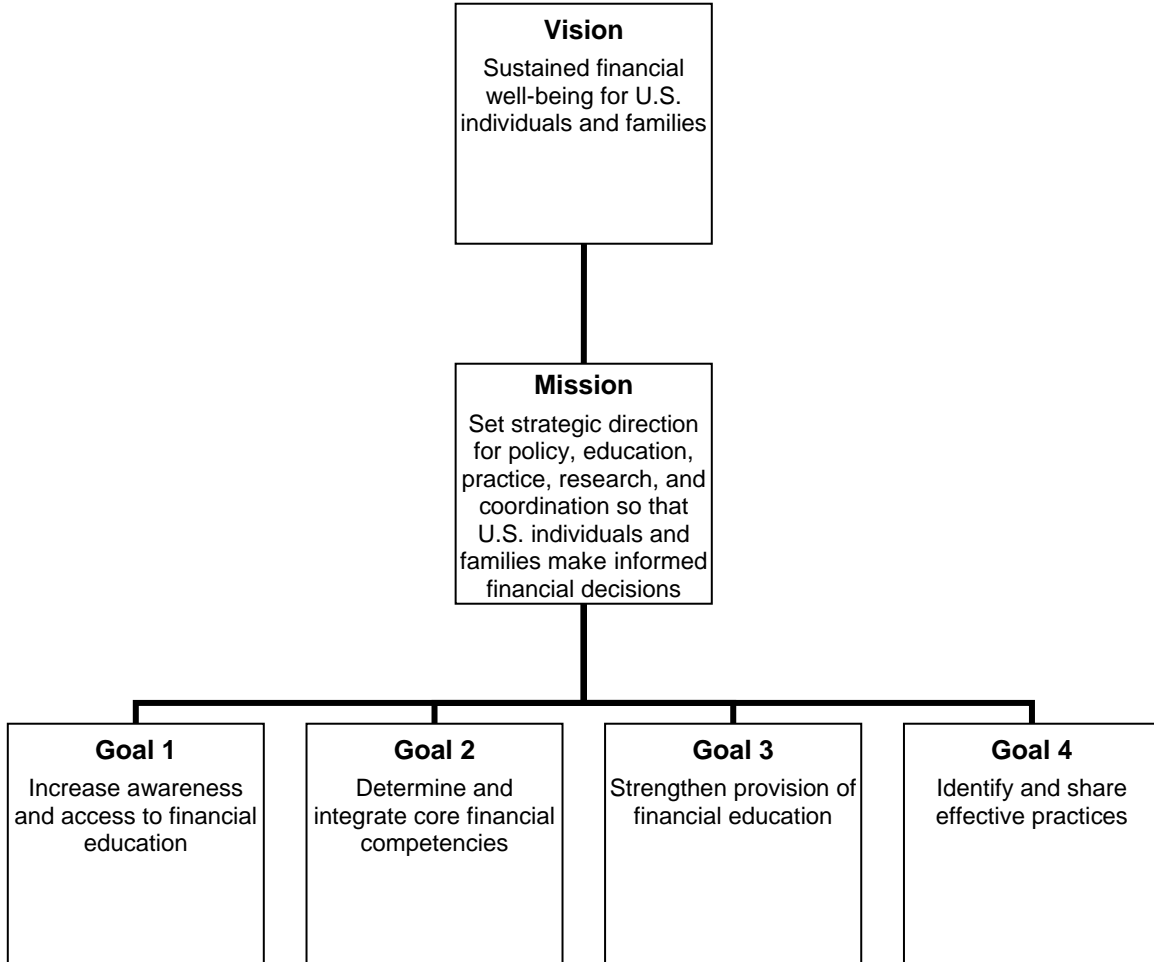 Vision
Sustained financial
well-being for U.S.
individuals and families
Mission
Set strategic direction
for policy, education,
practice, research, and
coordination so that
U.S. individuals and
families make informed
financial decisions
Goal 1
Increase awareness
and access to financial
education
Goal 2
Determine and
integrate core financial
competencies
Goal 3
Strengthen provision of
financial education
Goal 4
Identify and share
effective practices